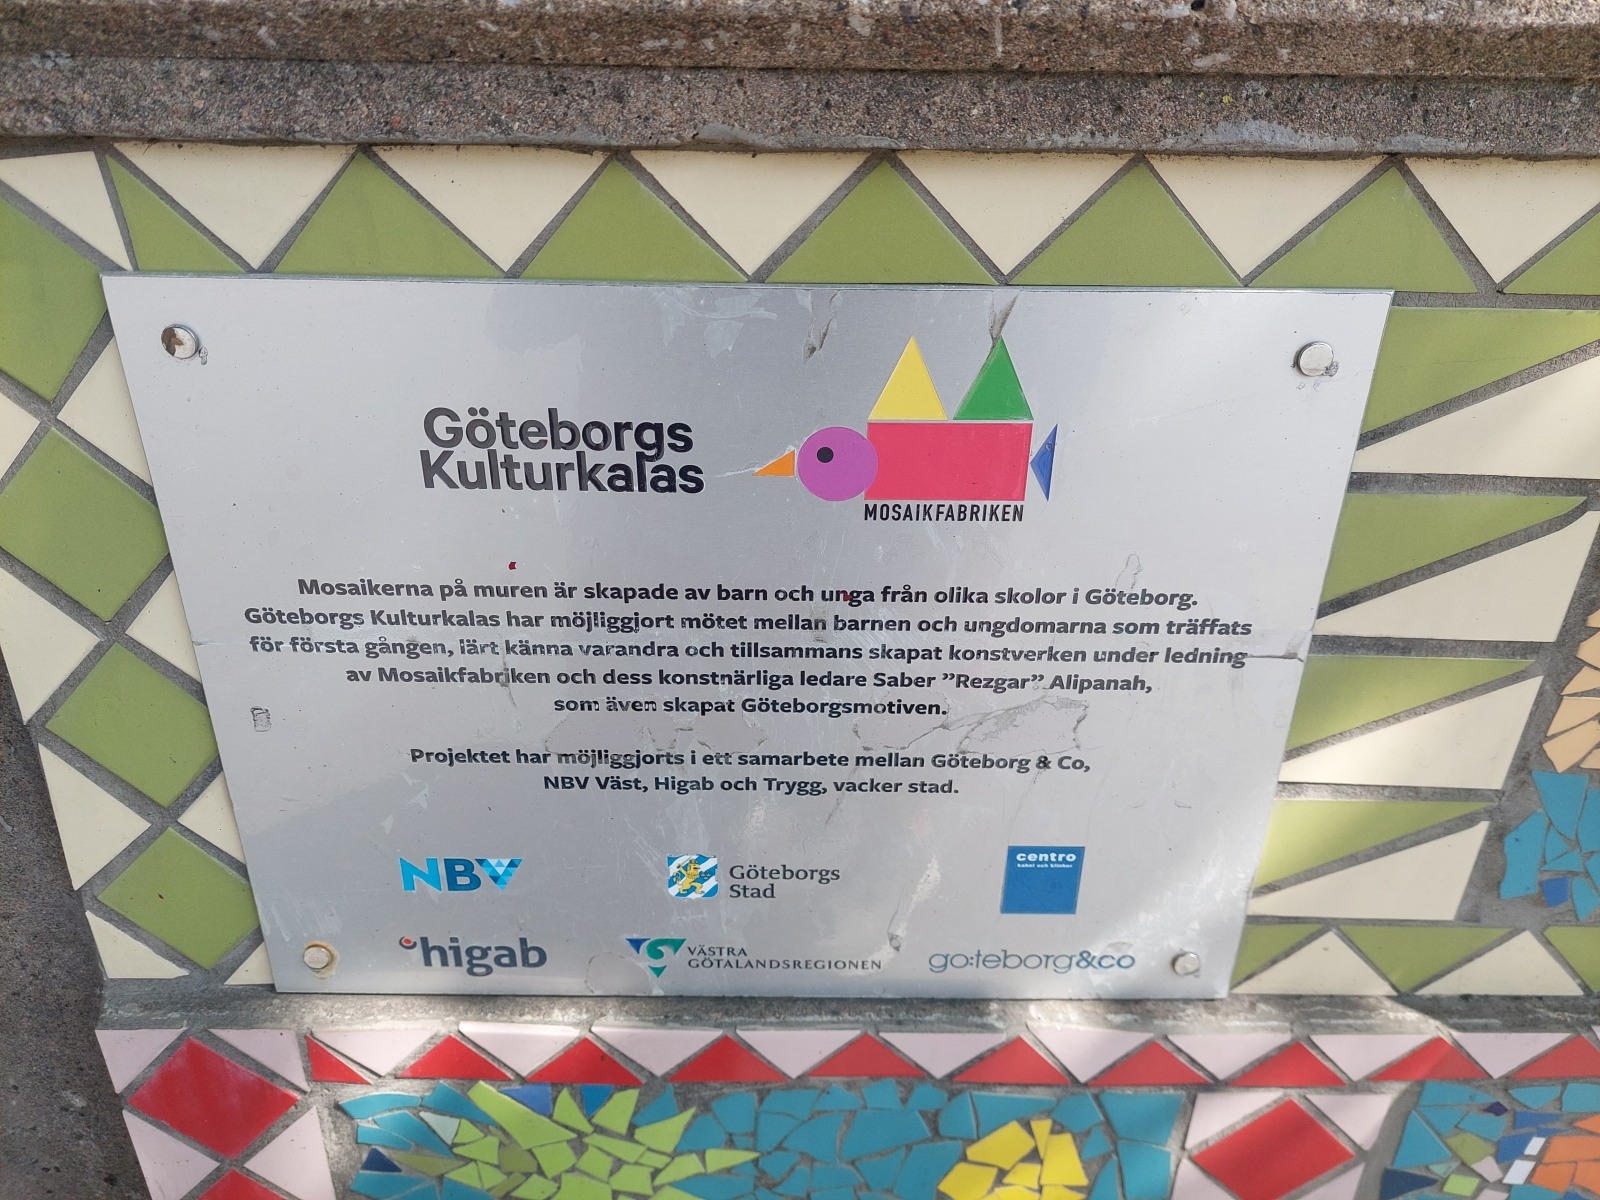 Göteborgs
Kulturkalas
MOSAIKFABRIKEN
Mosaikerna på muren är skapade av barn och unga från olika skolor i Göteborg.
Göteborgs Kulturkalas har möjliggjort mötet mellan barnen och ungdomarna som träffats
för första gången, lärt känna varandra och tillsammans skapat konstverken under ledning
av Mosaikfabriken och dess konstnärliga ledare Saber ”Rezgar” Alipanah,
som även skapat Göteborgsmotiven.
Projektet har möjliggjorts i ett samarbete mellan Göteborg & Co,
NBV Väst, Higab och Trygg, vacker stad.
NBV
Göteborgs
Stad
centro
kakel och klinker
higab
VÄSTRA
GÖTALANDSREGIONEN
go:teborg&co